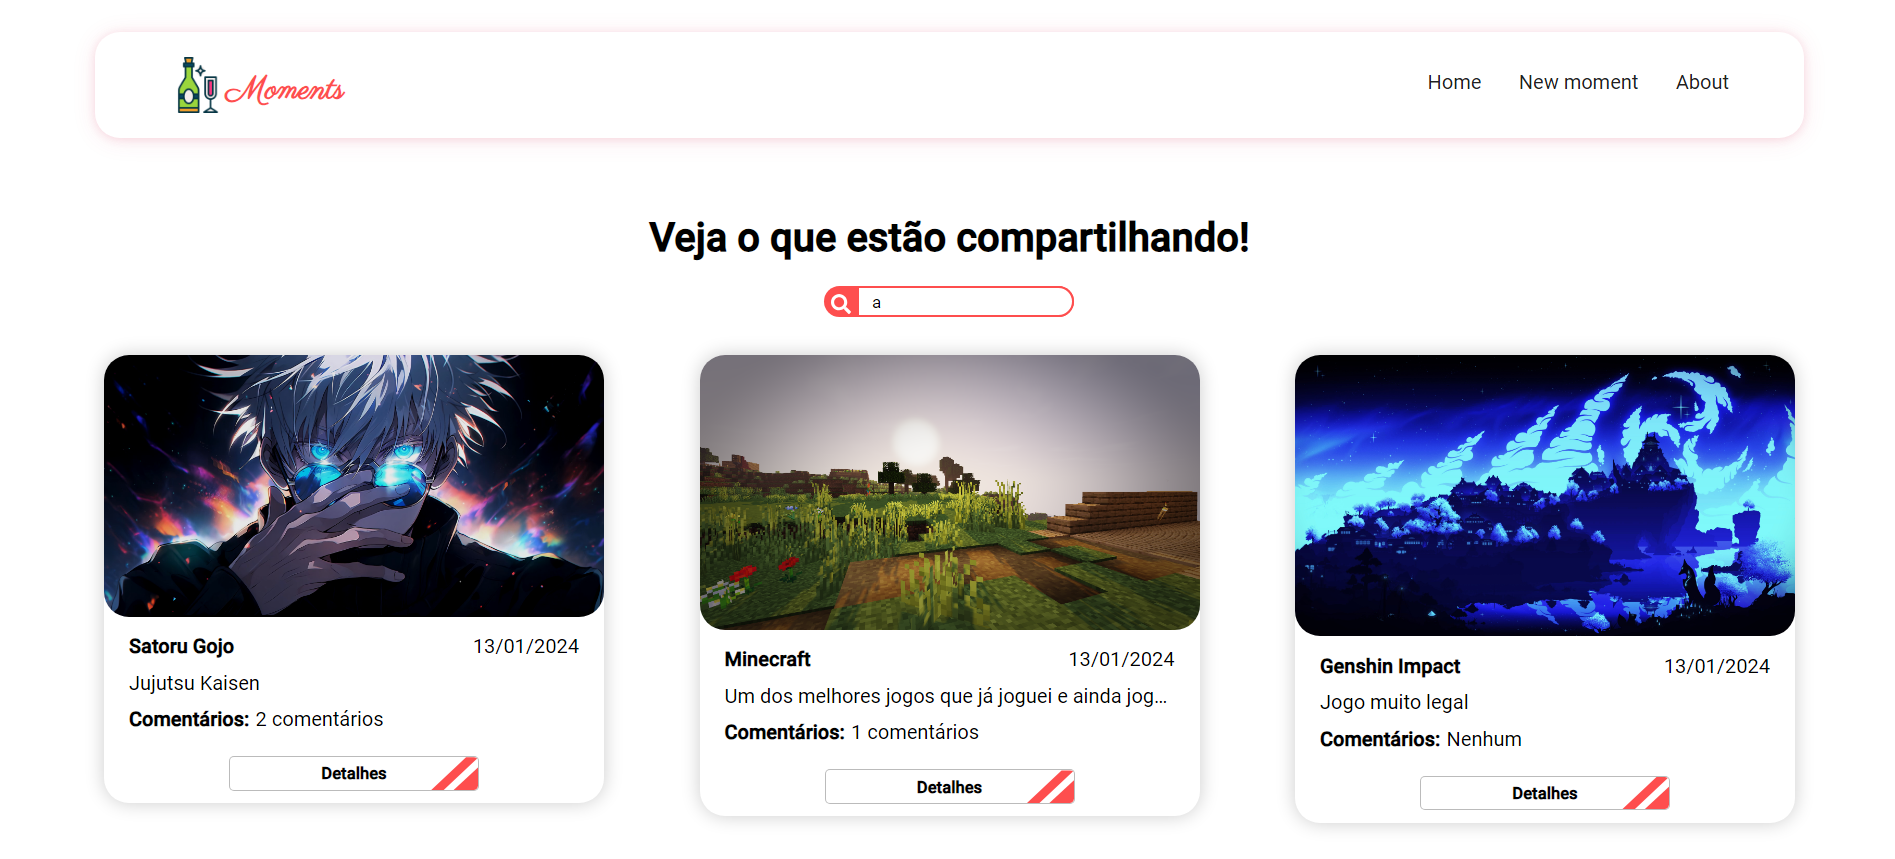 Moments
Home New moment About
Veja o que estão compartilhando!
a
Satoru Gojo 13/01/2024
Jujutsu Kaisen
Comentários: 2 comentários
Detalhes
Minecraft 13/01/2024
Um dos melhores jogos que já joguei e ainda jog...
Comentários: 1 comentários
Detalhes
Genshin Impact 13/01/2024
Jogo muito legal
Comentários: Nenhum
Detalhes